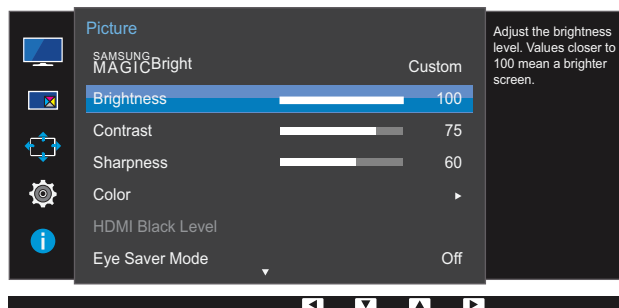 Picture
SAMSUNG
MAGICBright Custom
Brightness 100
Contrast 75
Sharpness 60
Color
HDMI Black Level
Eye Saver Mode Off
Adjust the brightness
level. Values closer to
100 mean a brighter
screen.